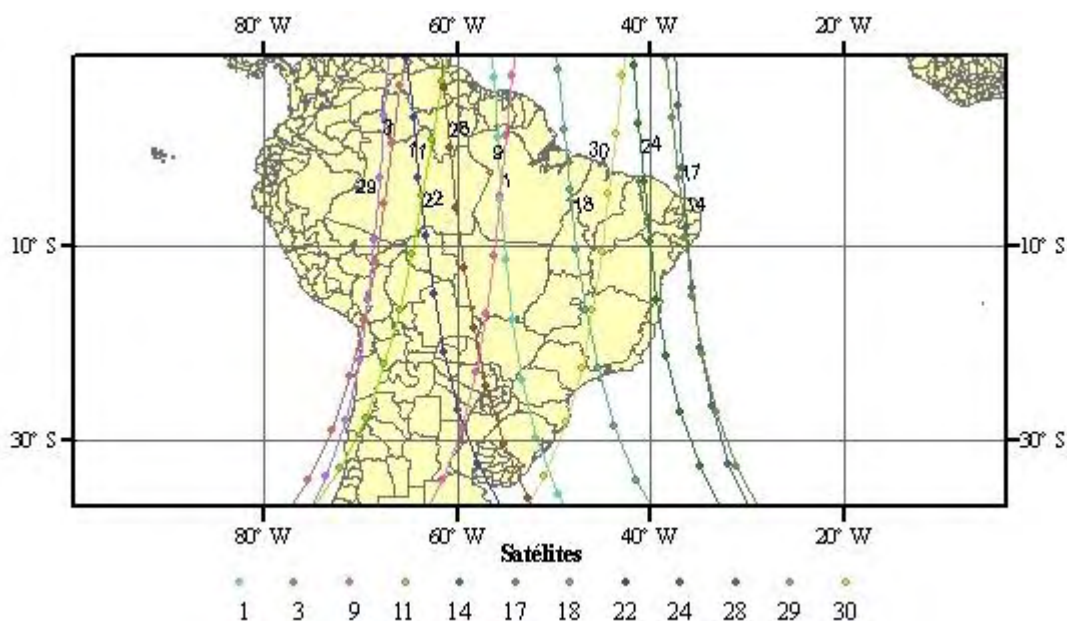 80° W 60° W 40° W 20° W
3 11 28 9 30 24 17
29 22 1 18 14
10° S 10° S
30° S 30° S
80° W 60° W 40° W 20° W
Satélites
1 3 9 11 14 17 18 22 24 28 29 30